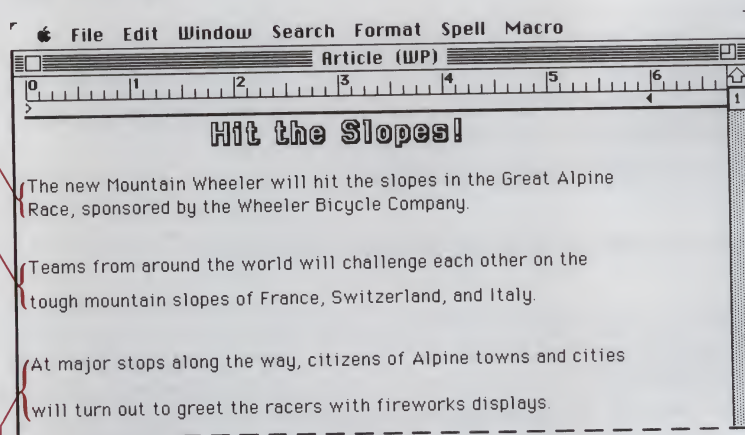 File Edit Window Search Format Spell Macro
Article (WP)
0 1 2 3 4 5 6
1
Hit the Slopes!
The new Mountain Wheeler will hit the slopes in the Great Alpine
Race, sponsored by the Wheeler Bicycle Company.
Teams from around the world will challenge each other on the
tough mountain slopes of France, Switzerland, and Italy.
At major stops along the way, citizens of Alpine towns and cities
will turn out to greet the racers with fireworks displays.